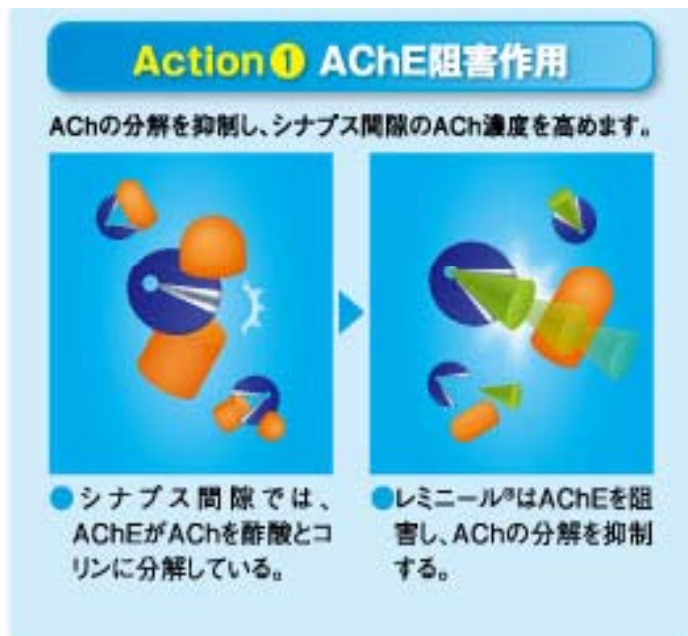 Action❶ AChE阻害作用
AChの分解を抑制し、シナプス間隙のACh濃度を高めます。
●シナプス間隙では、
AChEがAChを酢酸とコ
リンに分解している。
●レミニール®はAChEを阻
害し、AChの分解を抑制
する。